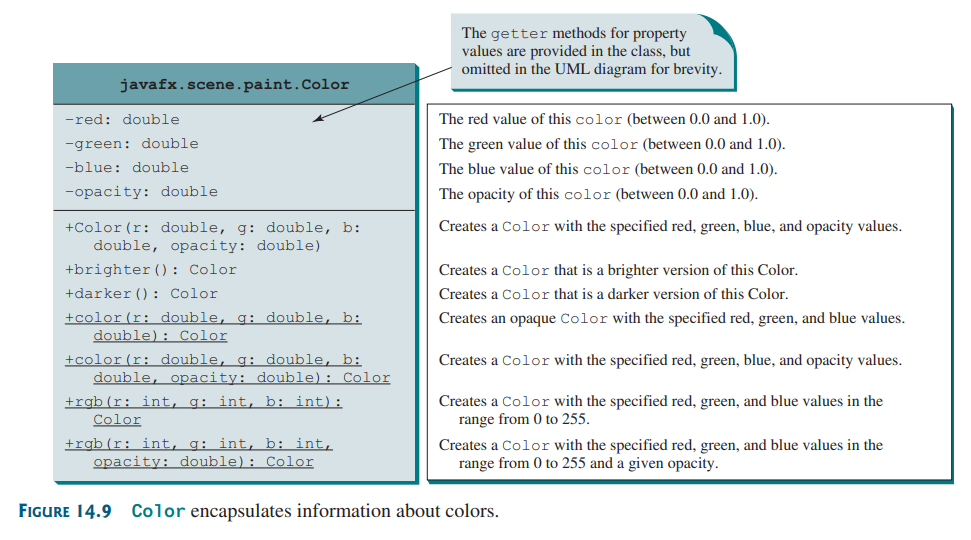 The getter methods for property
values are provided in the class, but
omitted in the UML diagram for brevity.
javafx.scene.paint.Color
-red: double
-green: double
-blue: double
-opacity: double
The red value of this color (between 0.0 and 1.0).
The green value of this color (between 0.0 and 1.0).
The blue value of this color (between 0.0 and 1.0).
The opacity of this color (between 0.0 and 1.0).
+Color(r: double, g: double, b:
double, opacity: double)
+brighter(): Color
+darker(): Color
+color(r: double, g: double, b:
double): Color
+color(r: double, g: double, b:
double, opacity: double): Color
+rgb(r: int, g: int, b: int):
Color
+rgb(r: int, g: int, b: int,
opacity: double): Color
Creates a Color with the specified red, green, blue, and opacity values.
Creates a Color that is a brighter version of this Color.
Creates a Color that is a darker version of this Color.
Creates an opaque Color with the specified red, green, and blue values.
Creates a Color with the specified red, green, blue, and opacity values.
Creates a Color with the specified red, green, and blue values in the
range from 0 to 255.
Creates a Color with the specified red, green, and blue values in the
range from 0 to 255 and a given opacity.
FIGURE 14.9 Color encapsulates information about colors.